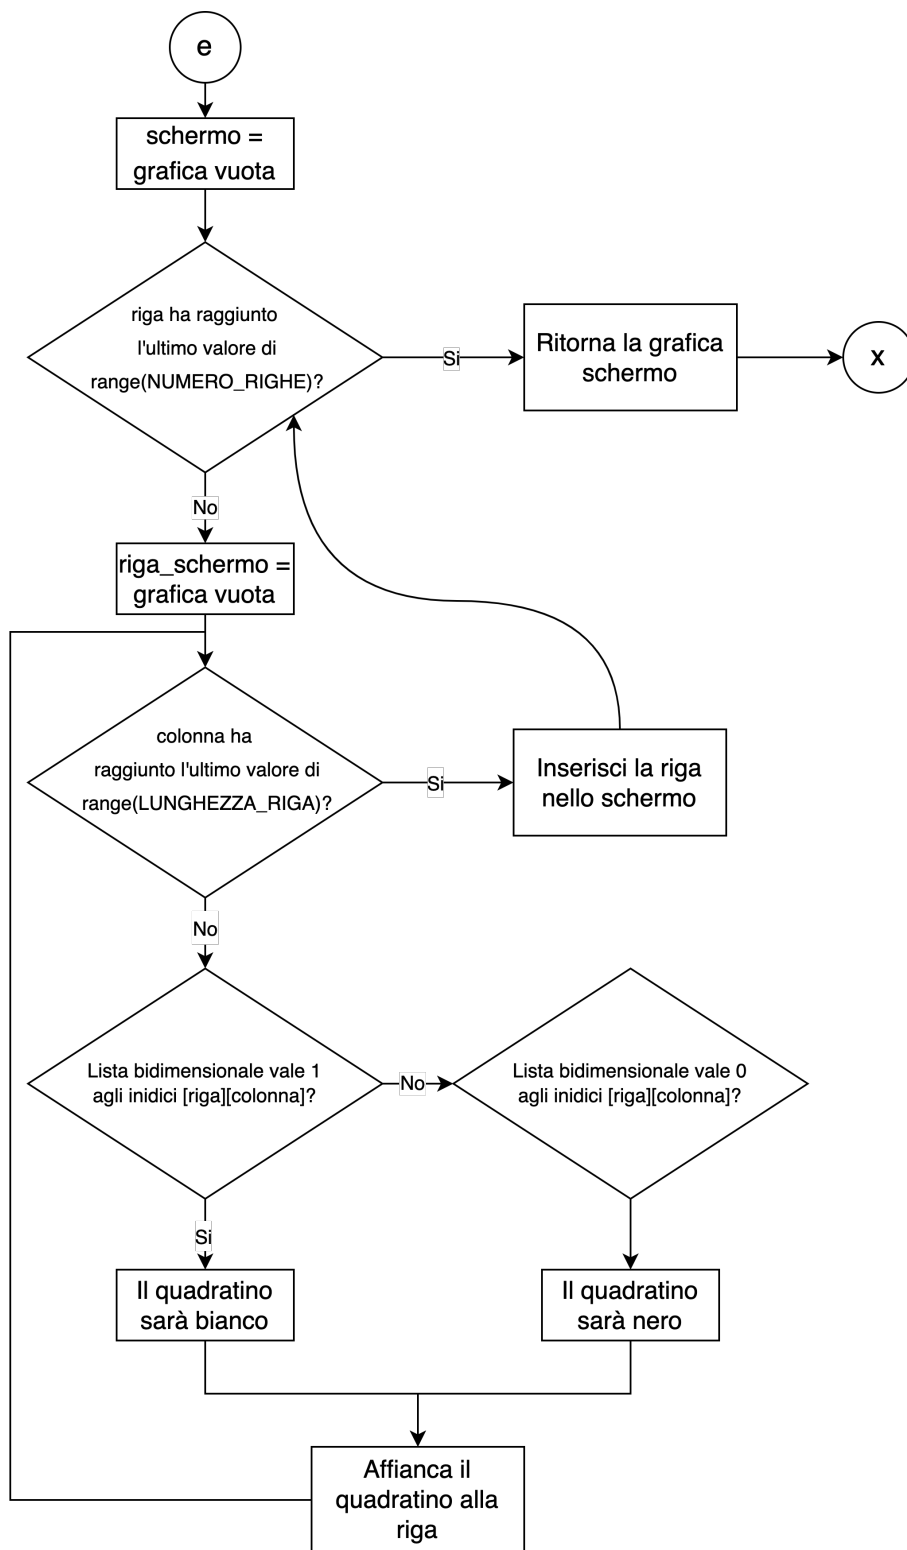 e
schermo =
grafica vuota
riga ha raggiunto
l'ultimo valore di
range(NUMERO_RIGHE)?
Si
Ritorna la grafica
schermo
x
No
riga_schermo =
grafica vuota
colonna ha
raggiunto l'ultimo valore di
range(LUNGHEZZA_RIGA)?
Si
Inserisci la riga
nello schermo
No
Lista bidimensionale vale 1
agli inidici [riga][colonna]?
No
Lista bidimensionale vale 0
agli inidici [riga][colonna]?
Si
Il quadratino
sarà bianco
Il quadratino
sarà nero
Affianca il
quadratino alla
riga